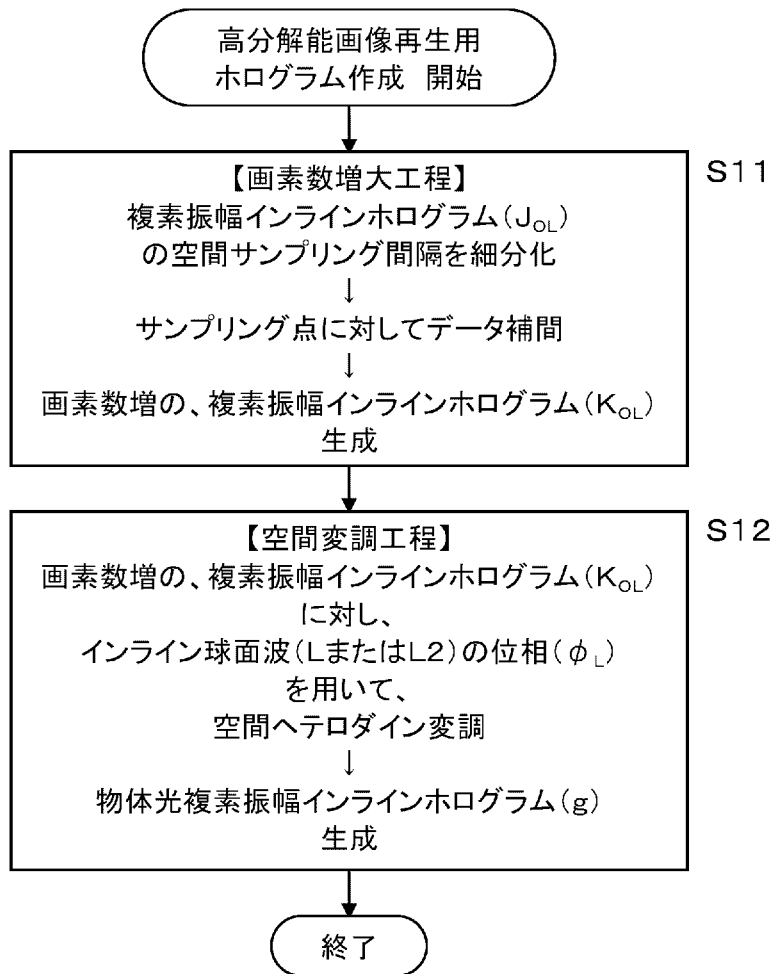 高分解能画像再生用
ホログラム作成 開始
S11
【画素数増大工程】
複素振幅インラインホログラム(JOL)
の空間サンプリング間隔を細分化
↓
サンプリング点に対してデータ補間
↓
画素数増の、複素振幅インラインホログラム(KOL)
生成
S12
【空間変調工程】
画素数増の、複素振幅インラインホログラム(KOL)
に対し、
インライン球面波(LまたはL2)の位相(φL)
を用いて、
空間ヘテロダイン変調
↓
物体光複素振幅インラインホログラム(g)
生成
終了